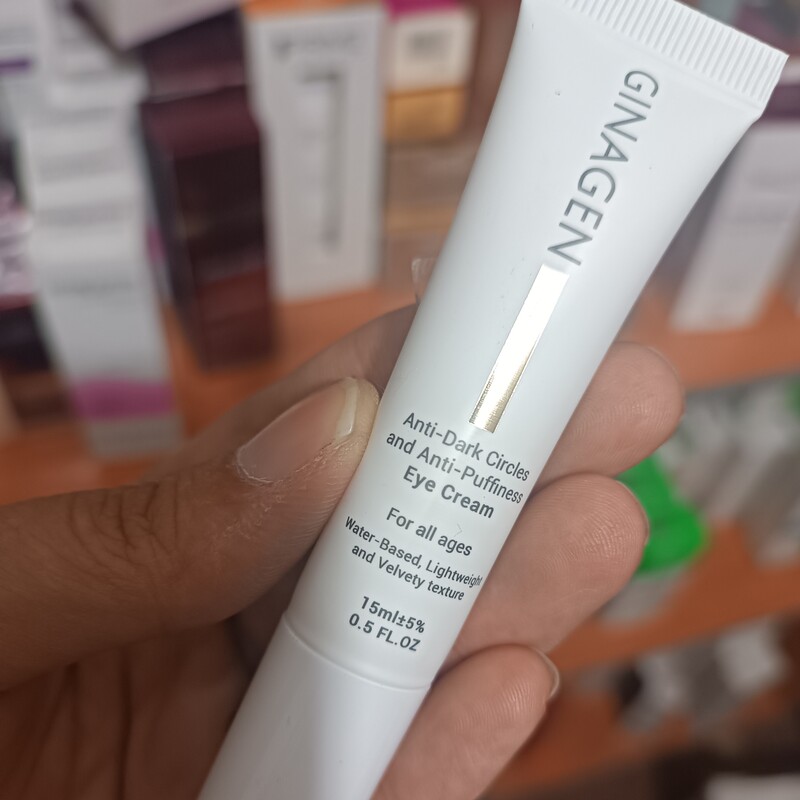 GINAGEN
Anti-Dark Circles
and Anti-Puffiness
Eye Cream
For all ages
Water-Based, Lightweight
and Velvety texture
15ml±5%
0.5 FL.OZ